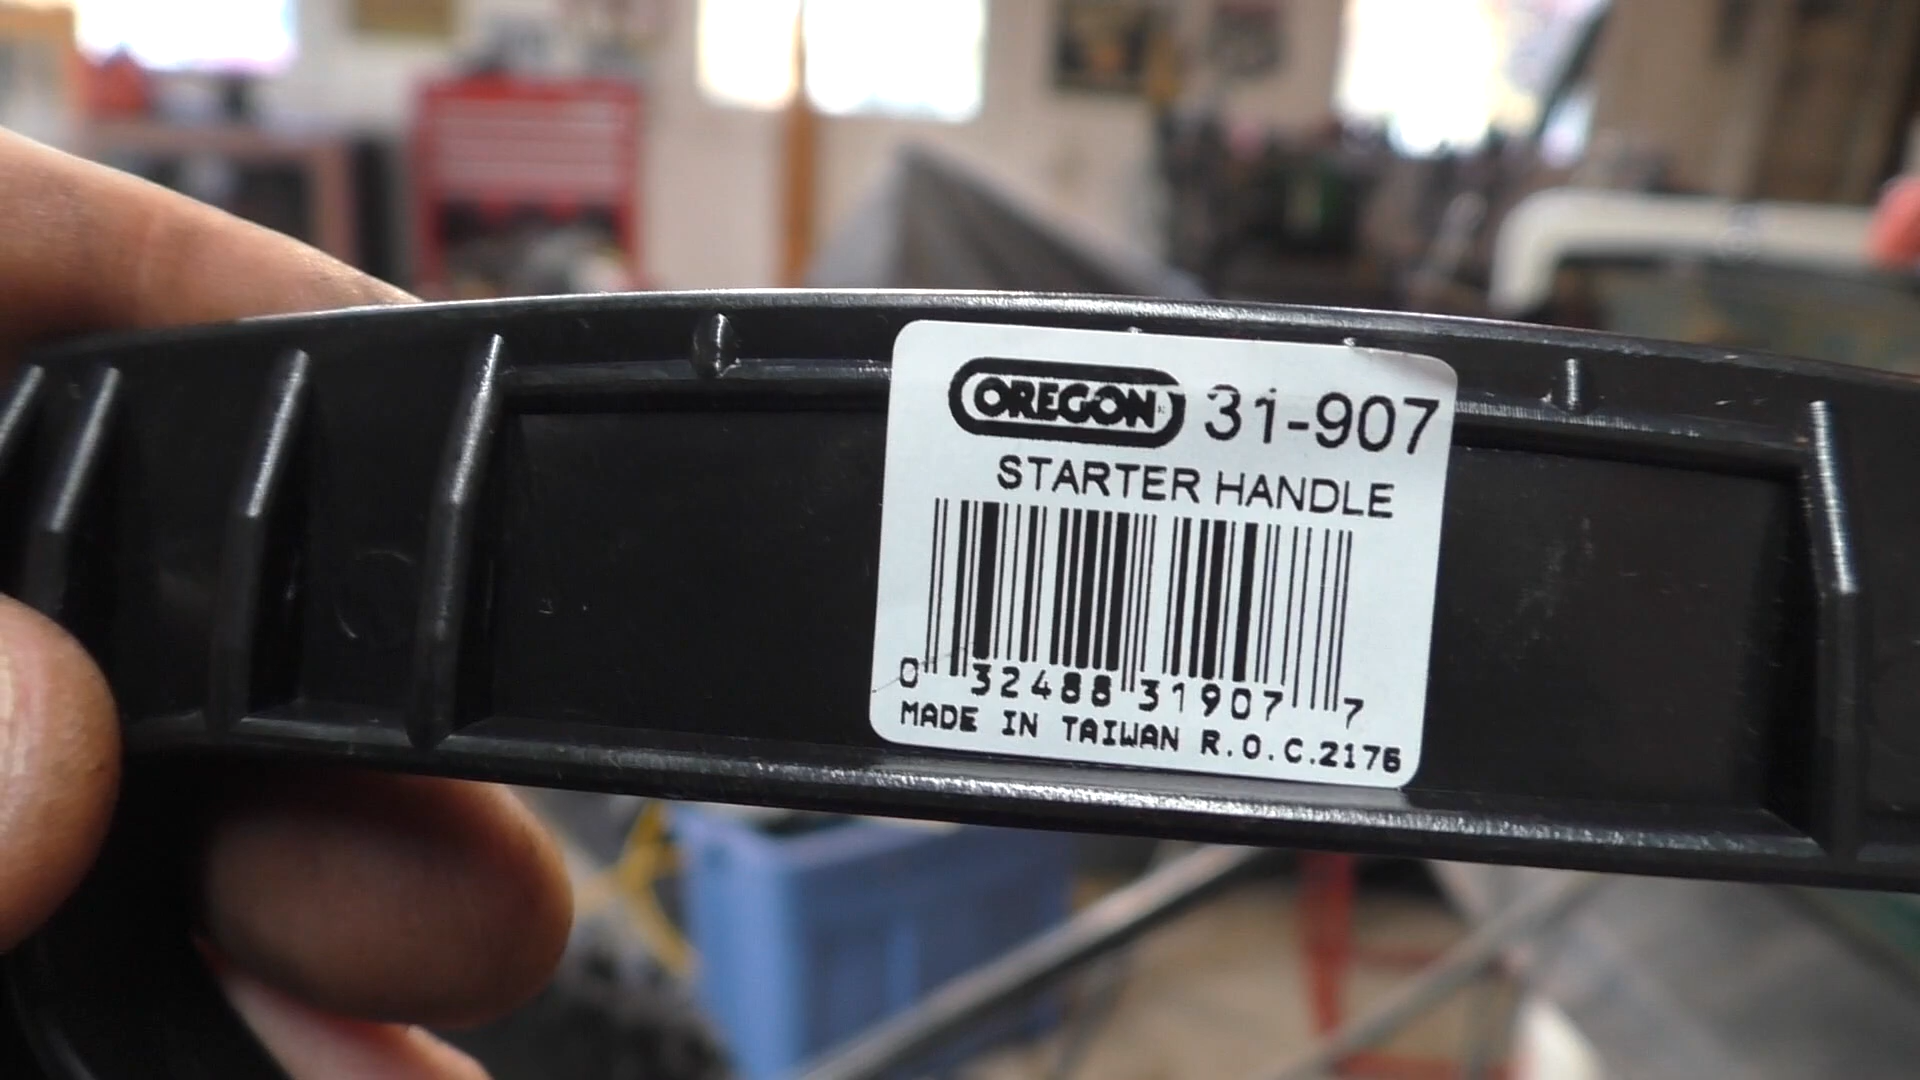 OREGON 31-907
STARTER HANDLE
0 32488 31907 7
MADE IN TAIWAN R.O.C.2176